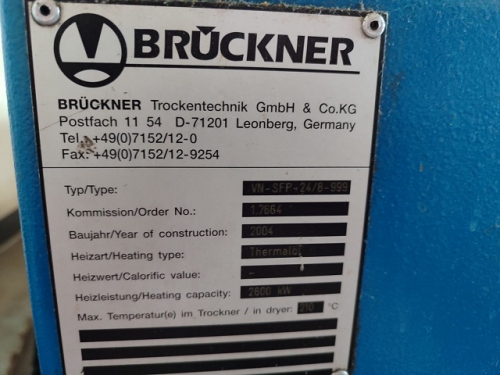 BRÜCKNER
BRÜCKNER Trockentechnik GmbH & Co.KG
Postfach 11 54 D-71201 Leonberg, Germany
Tel.: +49(0)7152/12-0
Fax: +49(0)7152/12-9254
Typ/Type: VN-SFP-24/8-999
Kommission/Order No.: 1.7664
Baujahr/Year of construction: 2004
Heizart/Heating type: Thermalöl
Heizwert/Calorific value: -
Heizleistung/Heating capacity: 2600 kW
Max. Temperatur(e) im Trockner / in dryer: 210 °C